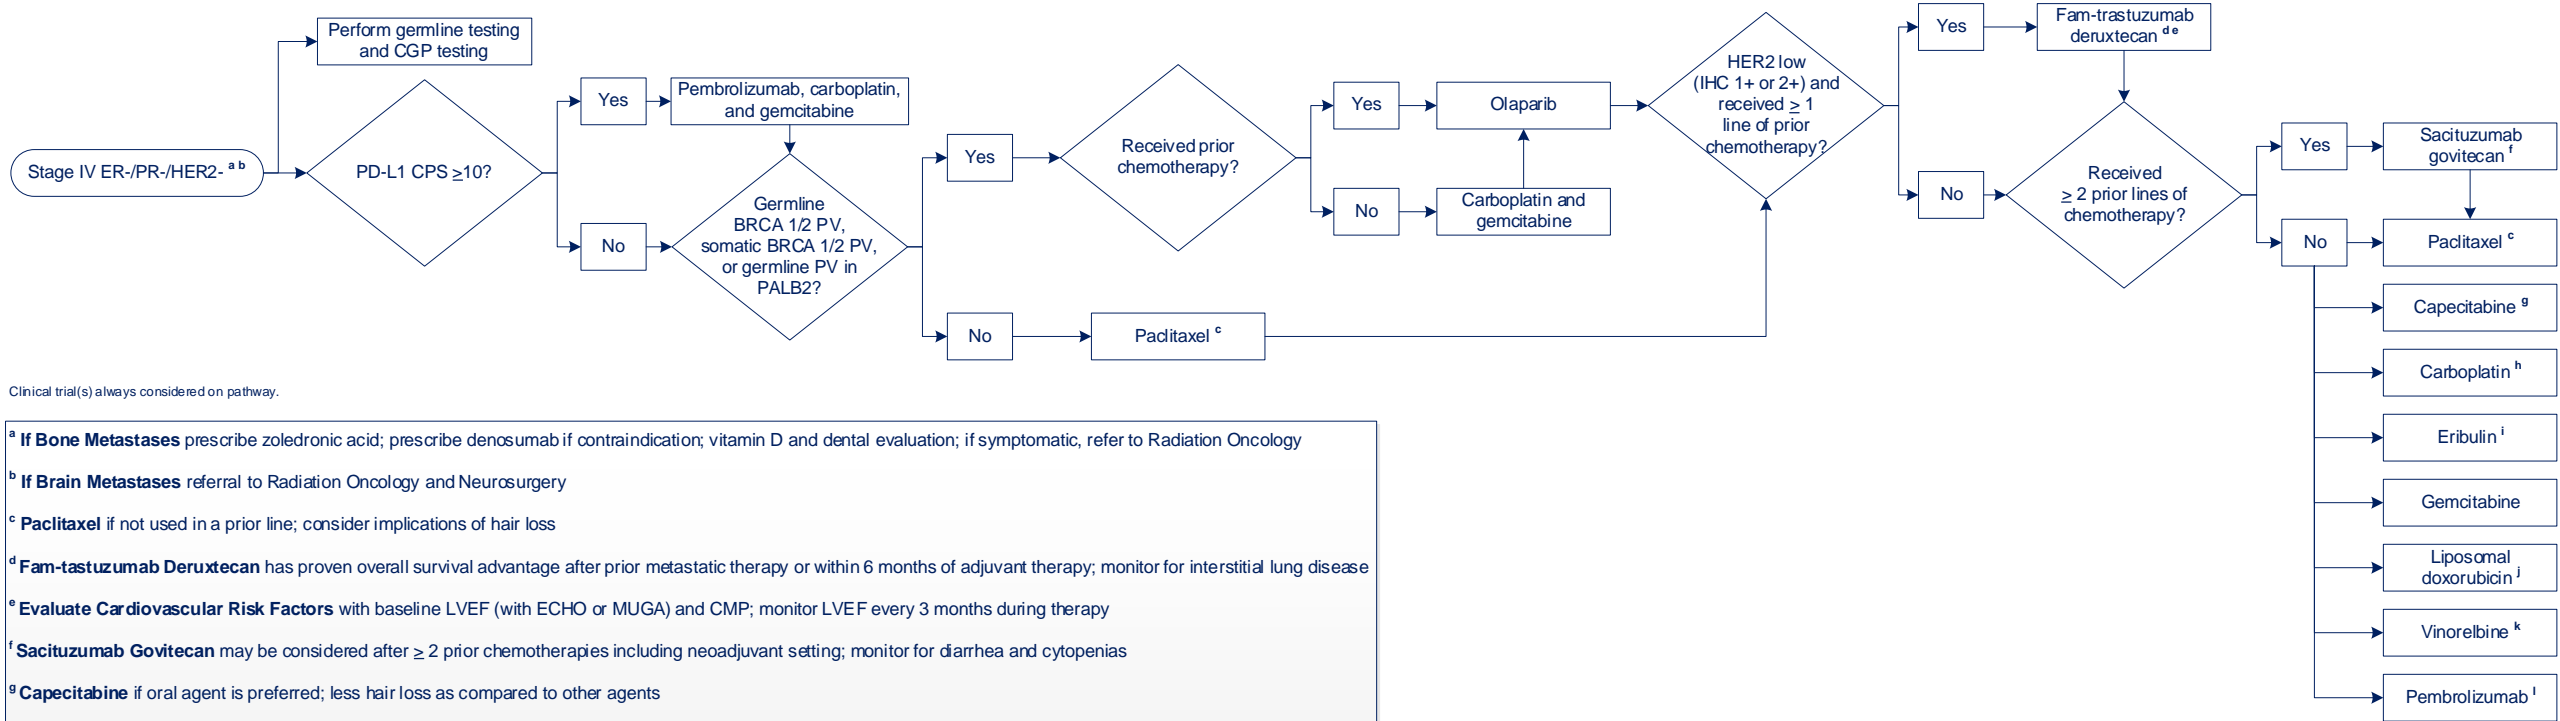 Perform germline testing
and CGP testing
Stage IV ER-/PR-/HER2- a b
PD-L1 CPS ≥10?
Yes
Pembrolizumab, carboplatin,
and gemcitabine
No
Germline
BRCA 1/2 PV,
somatic BRCA 1/2 PV,
or germline PV in
PALB2?
Yes
Received prior
chemotherapy?
Yes
Olaparib
No
Carboplatin and
gemcitabine
No
Paclitaxel c
HER2 low
(IHC 1+ or 2+) and
received ≥ 1
line of prior
chemotherapy?
Yes
Fam-trastuzumab
deruxtecan d e
No
Received
≥ 2 prior lines of
chemotherapy?
Yes
Sacituzumab
govitecan f
No
Paclitaxel c
Capecitabine g
Carboplatin h
Eribulin i
Gemcitabine
Liposomal
doxorubicin j
Vinorelbine k
Pembrolizumab l
Clinical trial(s) always considered on pathway.
a If Bone Metastases prescribe zoledronic acid; prescribe denosumab if contraindication; vitamin D and dental evaluation; if symptomatic, refer to Radiation Oncology
b If Brain Metastases referral to Radiation Oncology and Neurosurgery
c Paclitaxel if not used in a prior line; consider implications of hair loss
d Fam-tastuzumab Deruxtecan has proven overall survival advantage after prior metastatic therapy or within 6 months of adjuvant therapy; monitor for interstitial lung disease
e Evaluate Cardiovascular Risk Factors with baseline LVEF (with ECHO or MUGA) and CMP; monitor LVEF every 3 months during therapy
f Sacituzumab Govitecan may be considered after ≥ 2 prior chemotherapies including neoadjuvant setting; monitor for diarrhea and cytopenias
g Capecitabine if oral agent is preferred; less hair loss as compared to other agents